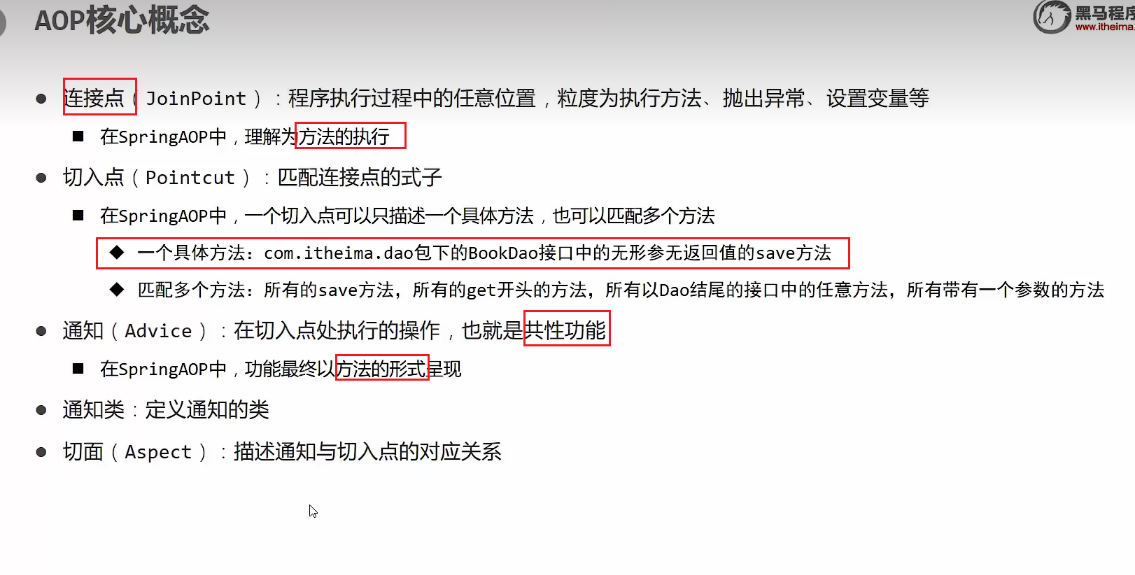 AOP核心概念
黑马程序
www.itheima.
● 连接点（JoinPoint）：程序执行过程中的任意位置，粒度为执行方法、抛出异常、设置变量等
■ 在SpringAOP中，理解为方法的执行
● 切入点（Pointcut）：匹配连接点的式子
■ 在SpringAOP中，一个切入点可以只描述一个具体方法，也可以匹配多个方法
◆ 一个具体方法：com.itheima.dao包下的BookDao接口中的无形参无返回值的save方法
◆ 匹配多个方法：所有的save方法，所有的get开头的方法，所有以Dao结尾的接口中的任意方法，所有带有一个参数的方法
● 通知（Advice）：在切入点处执行的操作，也就是共性功能
■ 在SpringAOP中，功能最终以方法的形式呈现
● 通知类：定义通知的类
● 切面（Aspect）：描述通知与切入点的对应关系